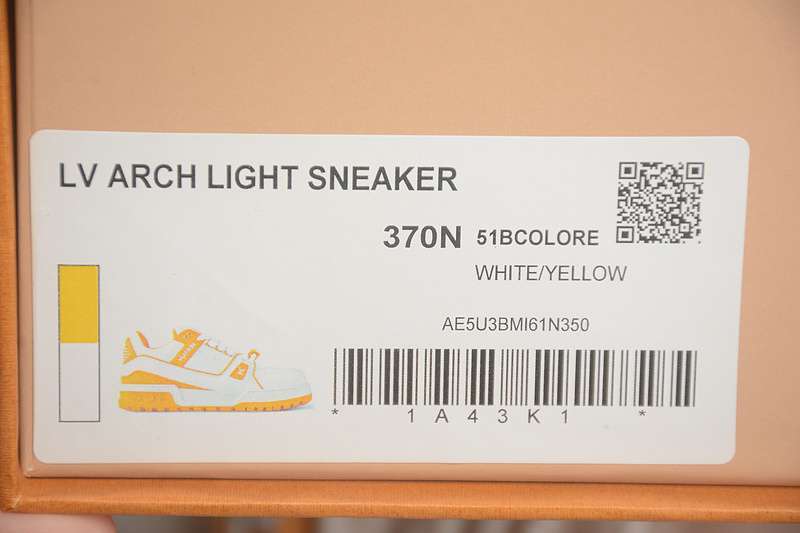 LV ARCH LIGHT SNEAKER
370N 51BCOLORE
WHITE/YELLOW
AE5U3BMI61N350
* 1A43K1 *